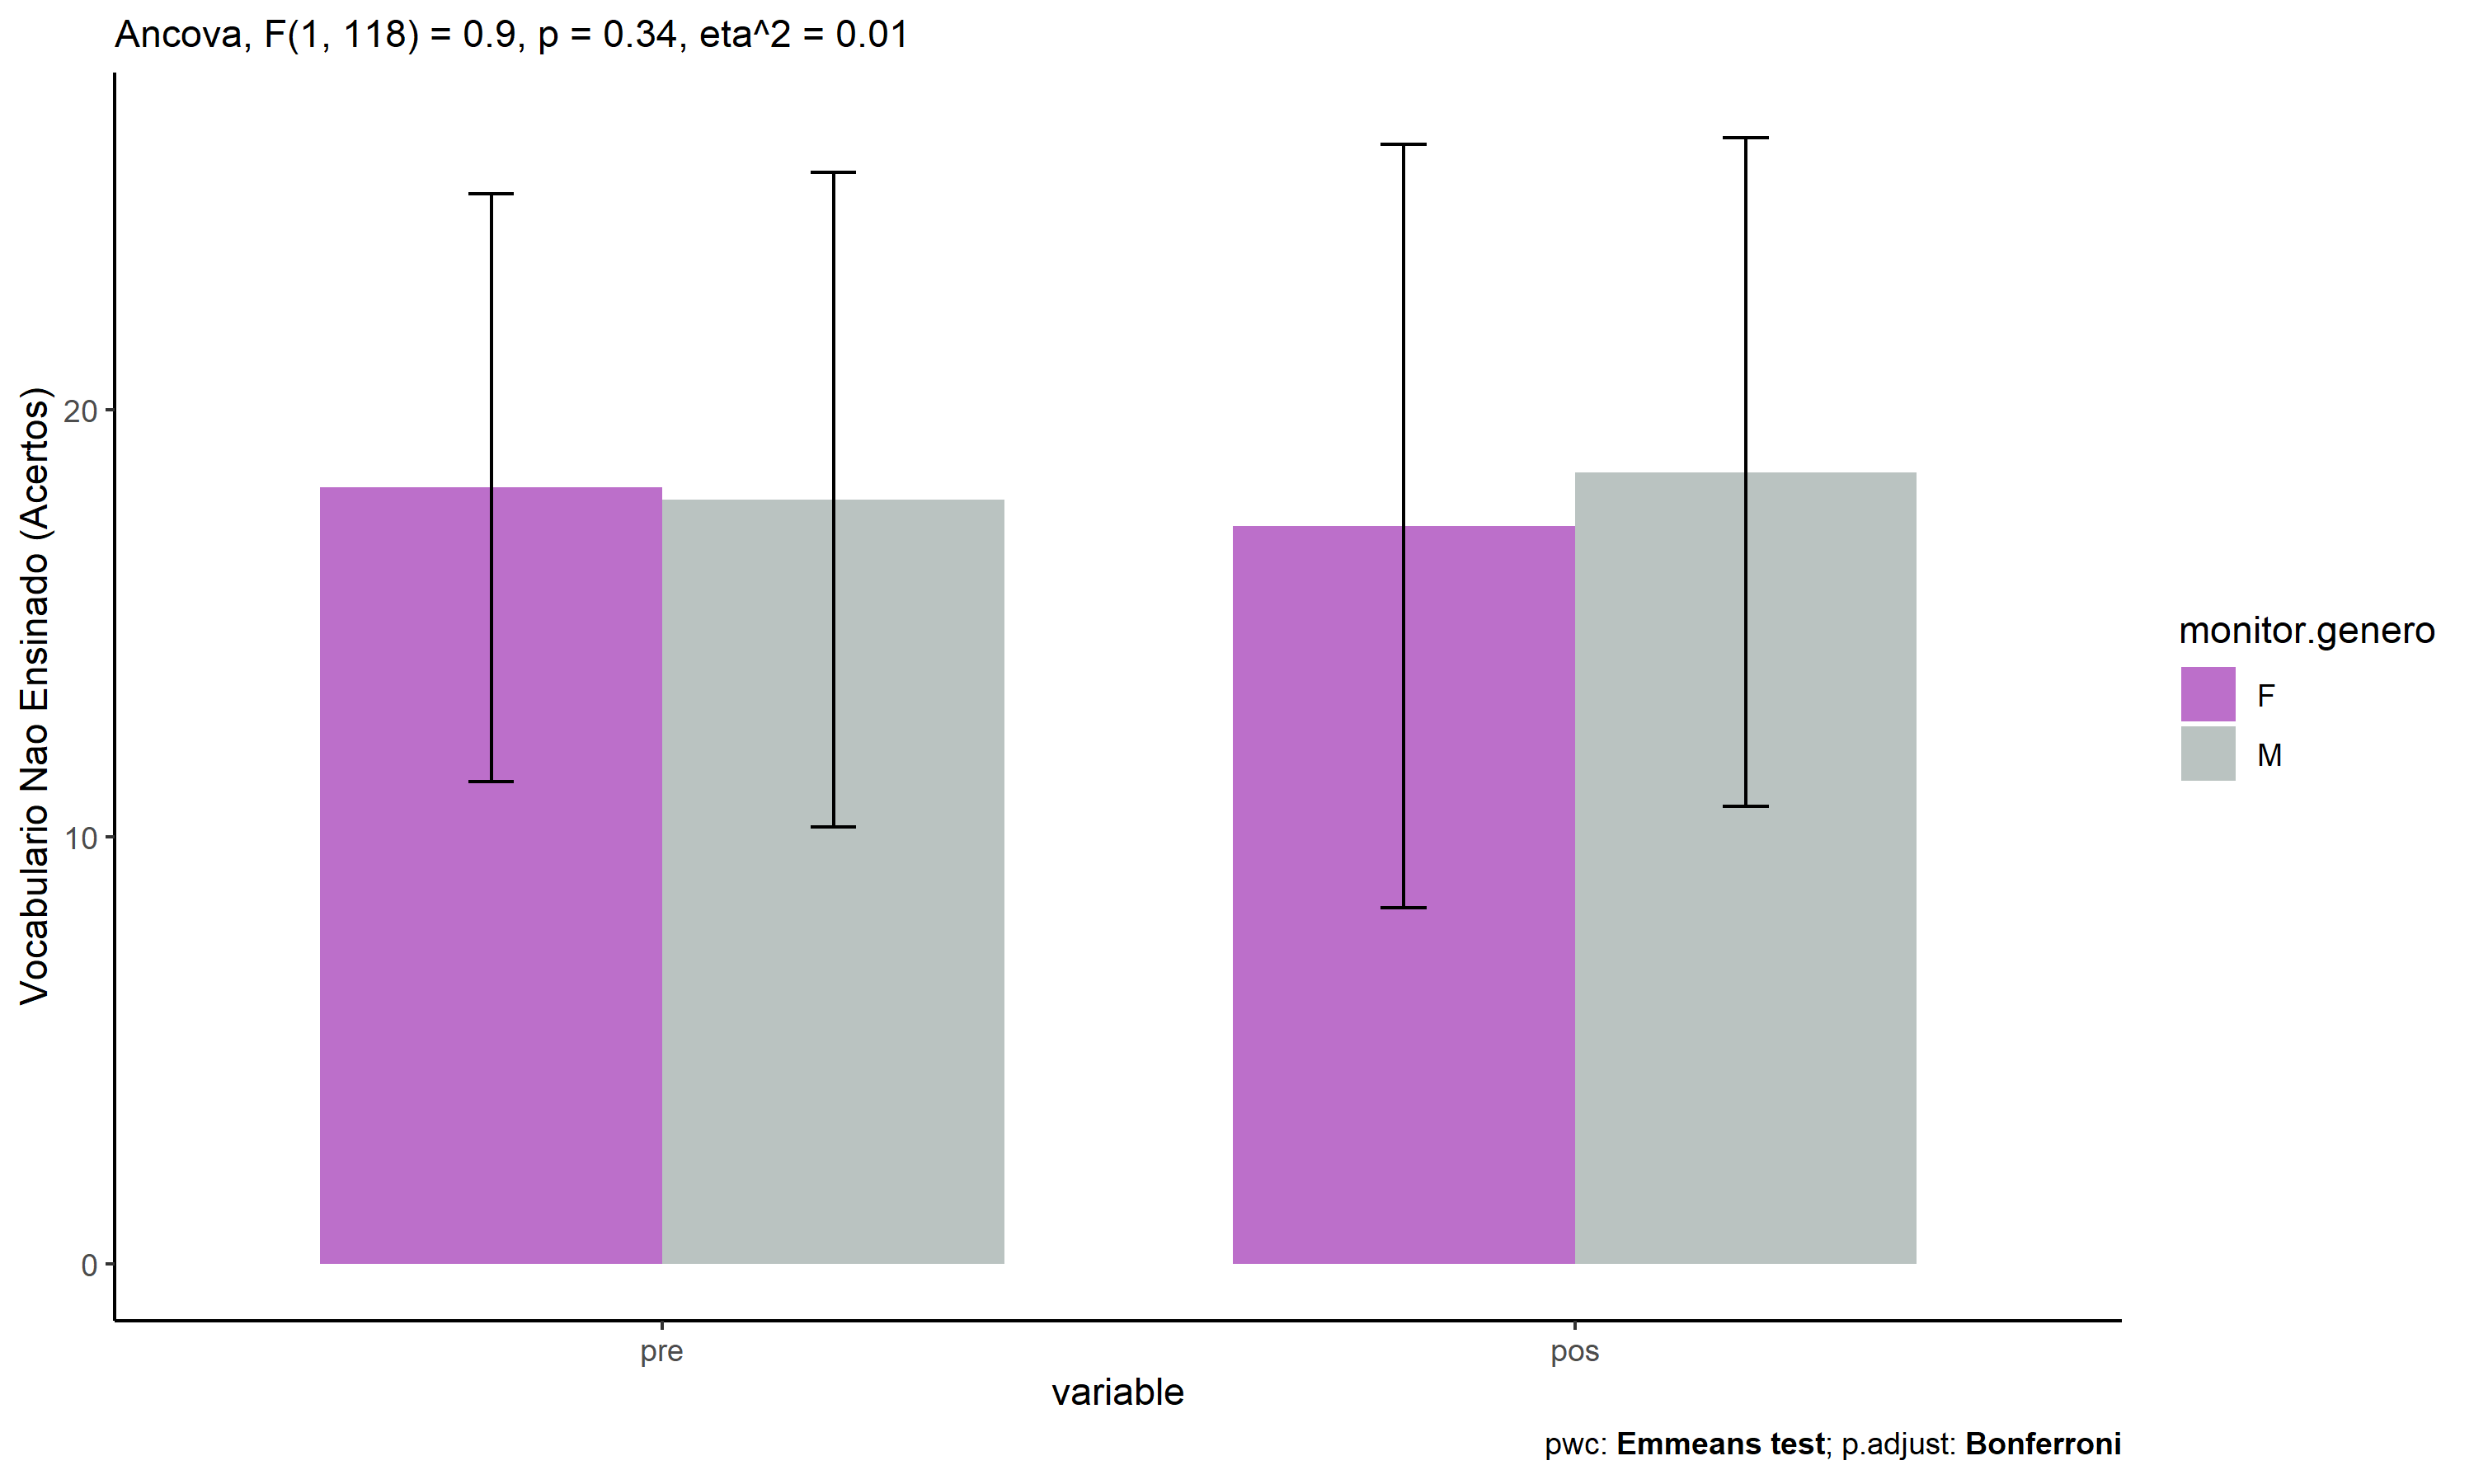 Ancova, F(1, 118) = 0.9, p = 0.34, eta^2 = 0.01
Vocabulario Nao Ensinado (Acertos)
20
10
0
pre
pos
variable
monitor.genero
F
M
pwc: Emmeans test; p.adjust: Bonferroni